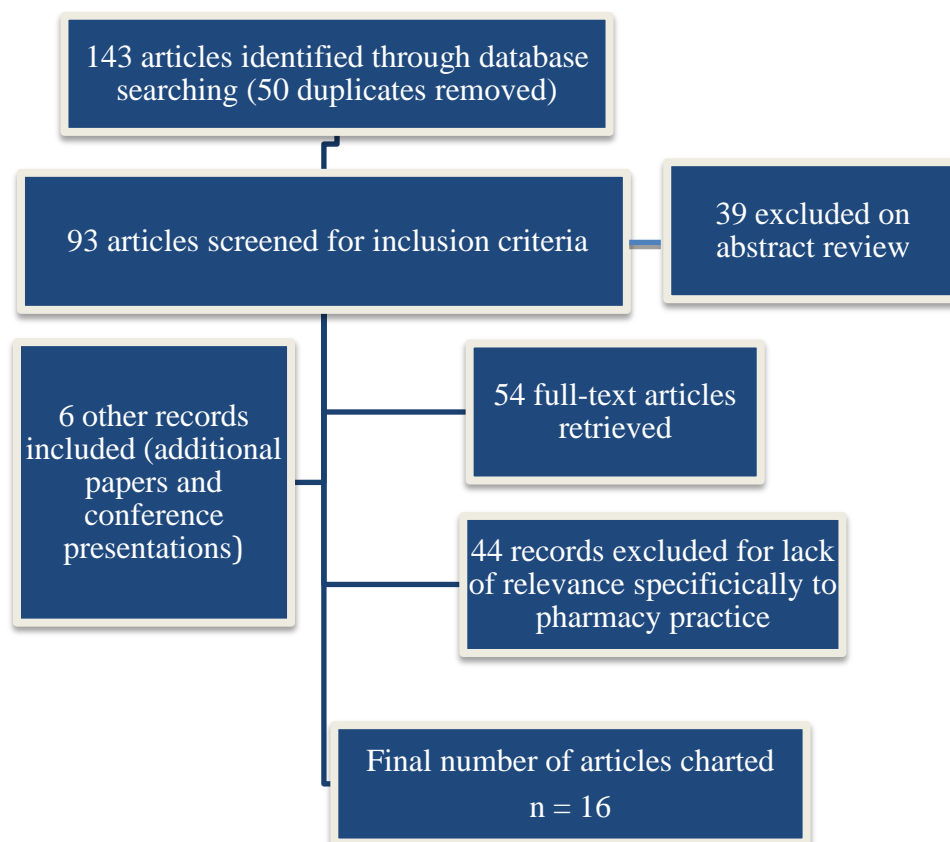 143 articles identified through database
searching (50 duplicates removed)
93 articles screened for inclusion criteria
39 excluded on
abstract review
54 full-text articles
retrieved
6 other records
included (additional
papers and
conference
presentations)
44 records excluded for lack
of relevance specificically to
pharmacy practice
Final number of articles charted
n = 16